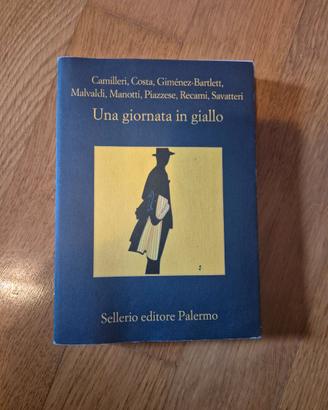 Camilleri, Costa, Giménez-Bartlett,
Malvaldi, Manotti, Piazzese, Recami, Savatteri
Una giornata in giallo
Sellerio editore Palermo